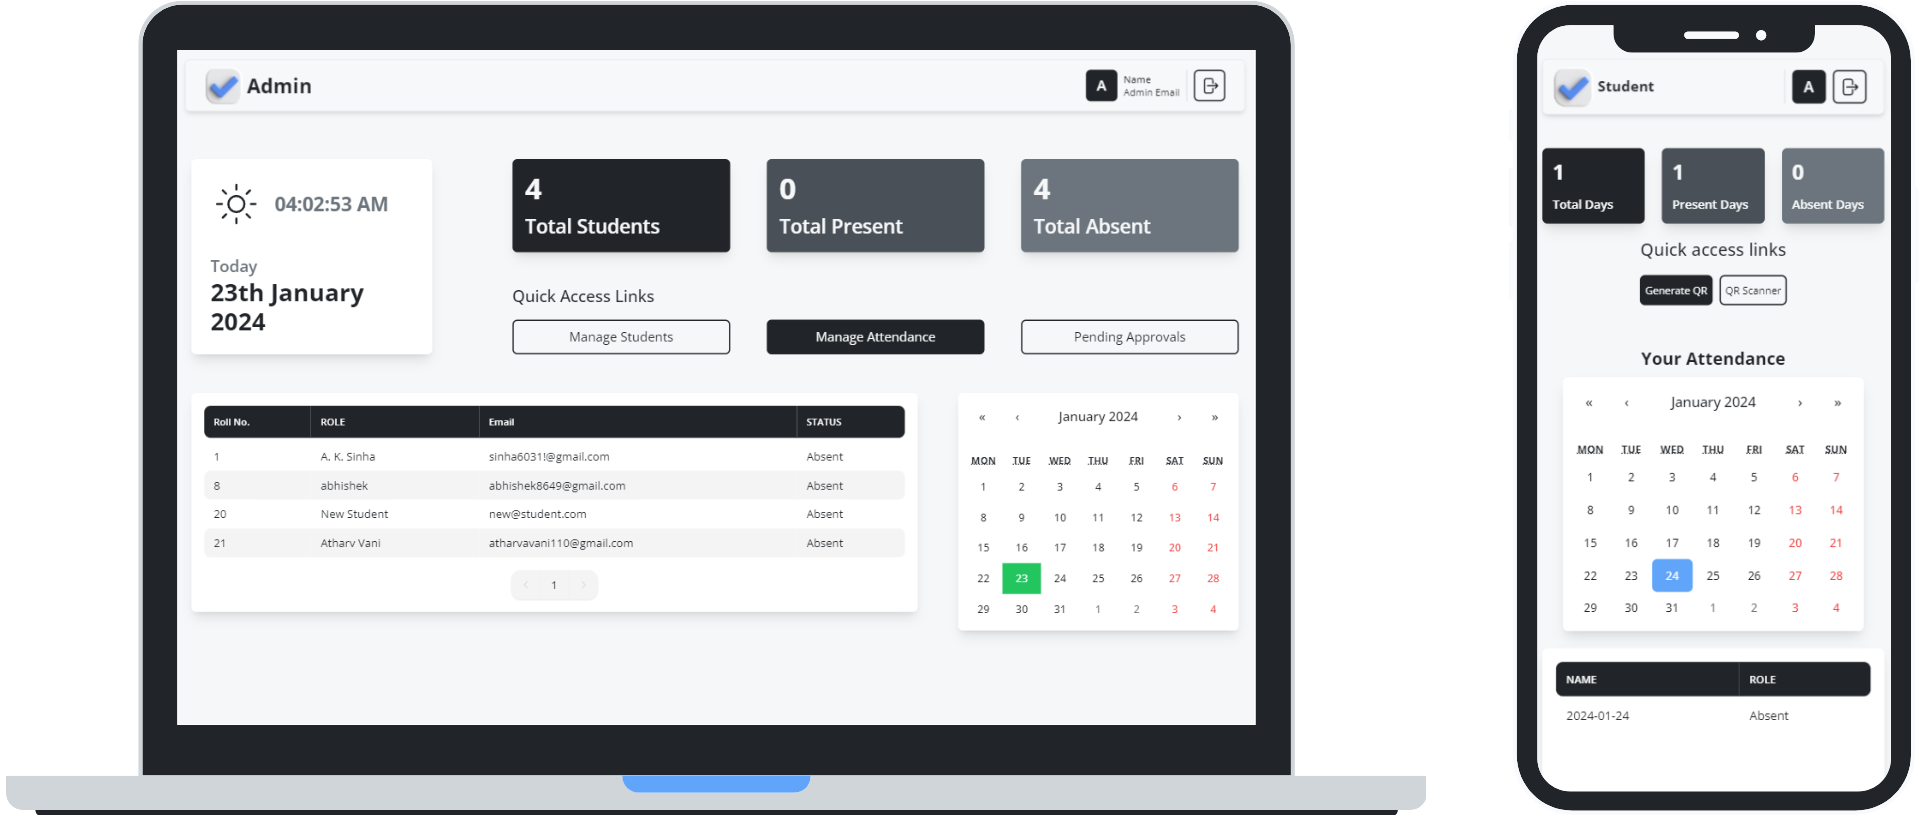 Admin
A
Name
Admin Email
04:02:53 AM
Today
23th January
2024
4
Total Students
0
Total Present
4
Total Absent
Quick Access Links
Manage Students
Manage Attendance
Pending Approvals
Roll No. ROLE Email STATUS
1 A. K. Sinha sinha6031!@gmail.com Absent
8 abhishek abhishek8649@gmail.com Absent
20 New Student new@student.com Absent
21 Atharv Vani atharvavani110@gmail.com Absent
‹ 1 ›
« ‹ January 2024 › »
MON TUE WED THU FRI SAT SUN
1 2 3 4 5 6 7
8 9 10 11 12 13 14
15 16 17 18 19 20 21
22 23 24 25 26 27 28
29 30 31 1 2 3 4
Student
A
1
Total Days
1
Present Days
0
Absent Days
Quick access links
Generate QR
QR Scanner
Your Attendance
« ‹ January 2024 › »
MON TUE WED THU FRI SAT SUN
1 2 3 4 5 6 7
8 9 10 11 12 13 14
15 16 17 18 19 20 21
22 23 24 25 26 27 28
29 30 31 1 2 3 4
NAME ROLE
2024-01-24 Absent